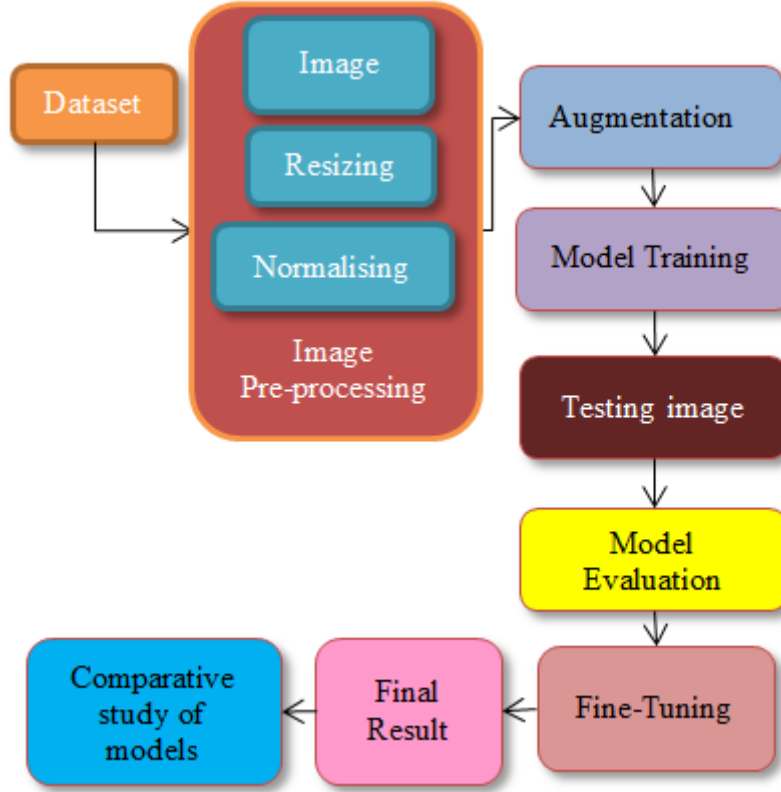 Dataset
Image
Resizing
Normalising
Image
Pre-processing
Augmentation
Model Training
Testing image
Model
Evaluation
Fine-Tuning
Final
Result
Comparative
study of
models